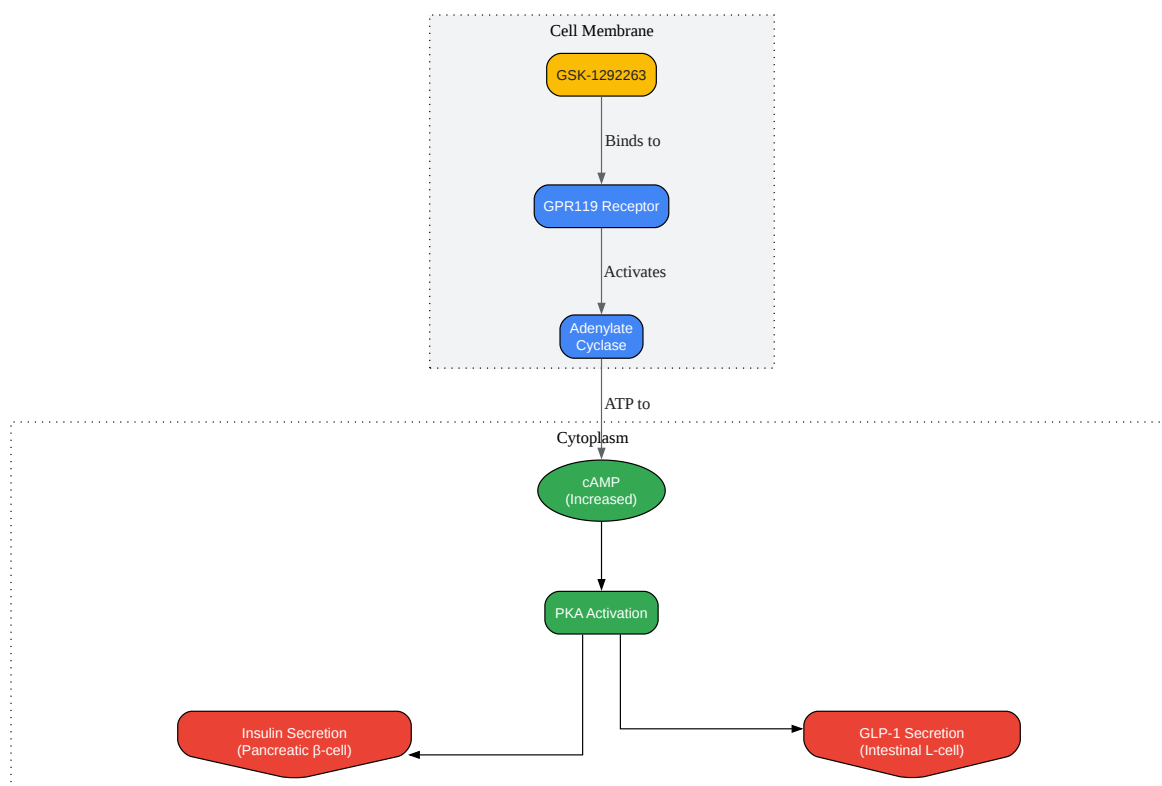 Cell Membrane
GSK-1292263
Binds to
GPR119 Receptor
Activates
Adenylate
Cyclase
ATP to
Cytoplasm
cAMP
(Increased)
PKA Activation
Insulin Secretion
(Pancreatic β-cell)
GLP-1 Secretion
(Intestinal L-cell)